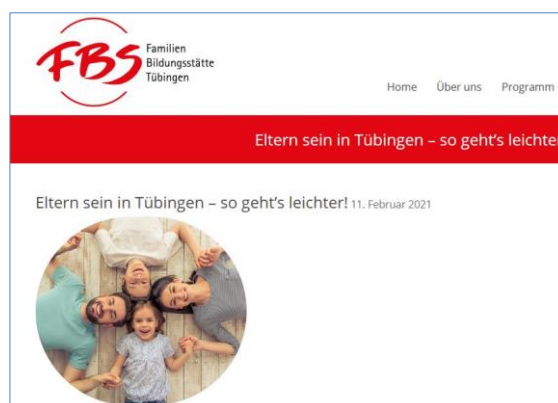 FBS
Familien
Bildungsstätte
Tübingen
Home Über uns Programm
Eltern sein in Tübingen – so geht's leichte
Eltern sein in Tübingen – so geht's leichter! 11. Februar 2021